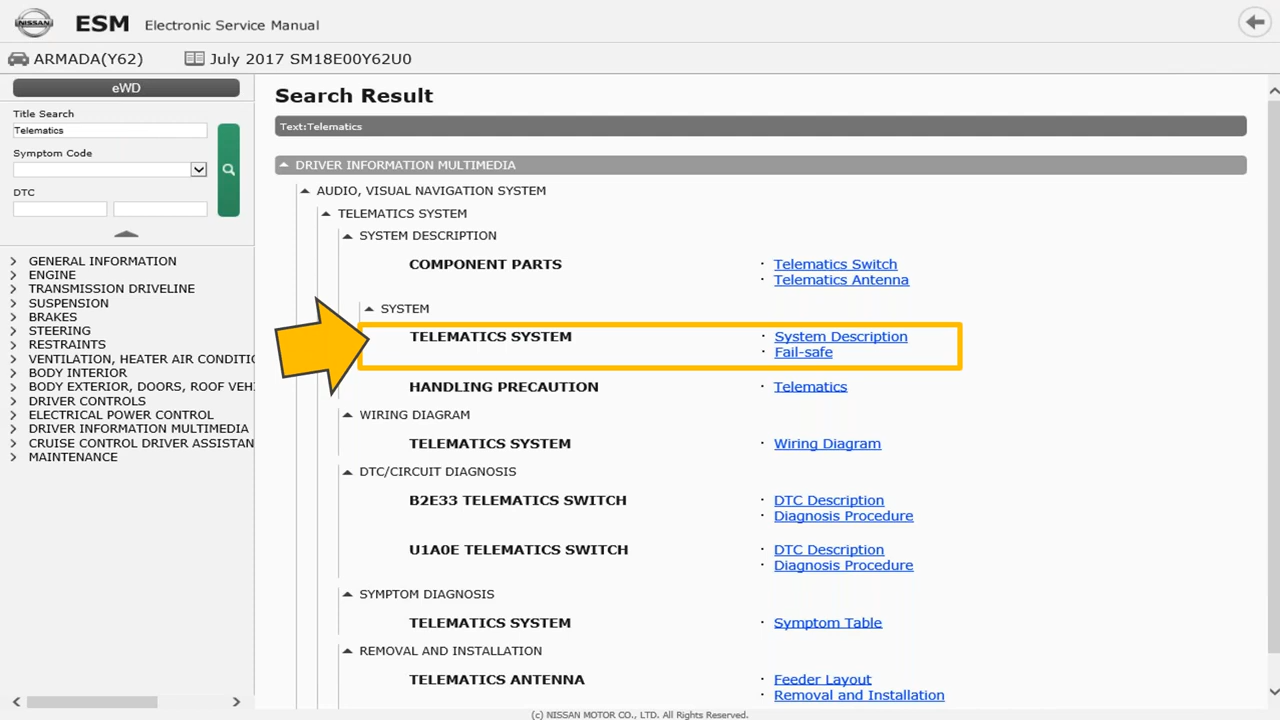 NISSAN
ESM Electronic Service Manual
ARMADA(Y62) July 2017 SM18E00Y62U0
eWD
Title Search
Telematics
Symptom Code
DTC
GENERAL INFORMATION
ENGINE
TRANSMISSION DRIVELINE
SUSPENSION
BRAKES
STEERING
RESTRAINTS
VENTILATION, HEATER AIR CONDITIO
BODY INTERIOR
BODY EXTERIOR, DOORS, ROOF VEHI
DRIVER CONTROLS
ELECTRICAL POWER CONTROL
DRIVER INFORMATION MULTIMEDIA
CRUISE CONTROL DRIVER ASSISTAN
MAINTENANCE
Search Result
Text:Telematics
DRIVER INFORMATION MULTIMEDIA
AUDIO, VISUAL NAVIGATION SYSTEM
TELEMATICS SYSTEM
SYSTEM DESCRIPTION
COMPONENT PARTS · Telematics Switch
· Telematics Antenna
SYSTEM
TELEMATICS SYSTEM · System Description
· Fail-safe
HANDLING PRECAUTION · Telematics
WIRING DIAGRAM
TELEMATICS SYSTEM · Wiring Diagram
DTC/CIRCUIT DIAGNOSIS
B2E33 TELEMATICS SWITCH · DTC Description
· Diagnosis Procedure
U1A0E TELEMATICS SWITCH · DTC Description
· Diagnosis Procedure
SYMPTOM DIAGNOSIS
TELEMATICS SYSTEM · Symptom Table
REMOVAL AND INSTALLATION
TELEMATICS ANTENNA · Feeder Layout
· Removal and Installation
(c) NISSAN MOTOR CO., LTD. All Rights Reserved.